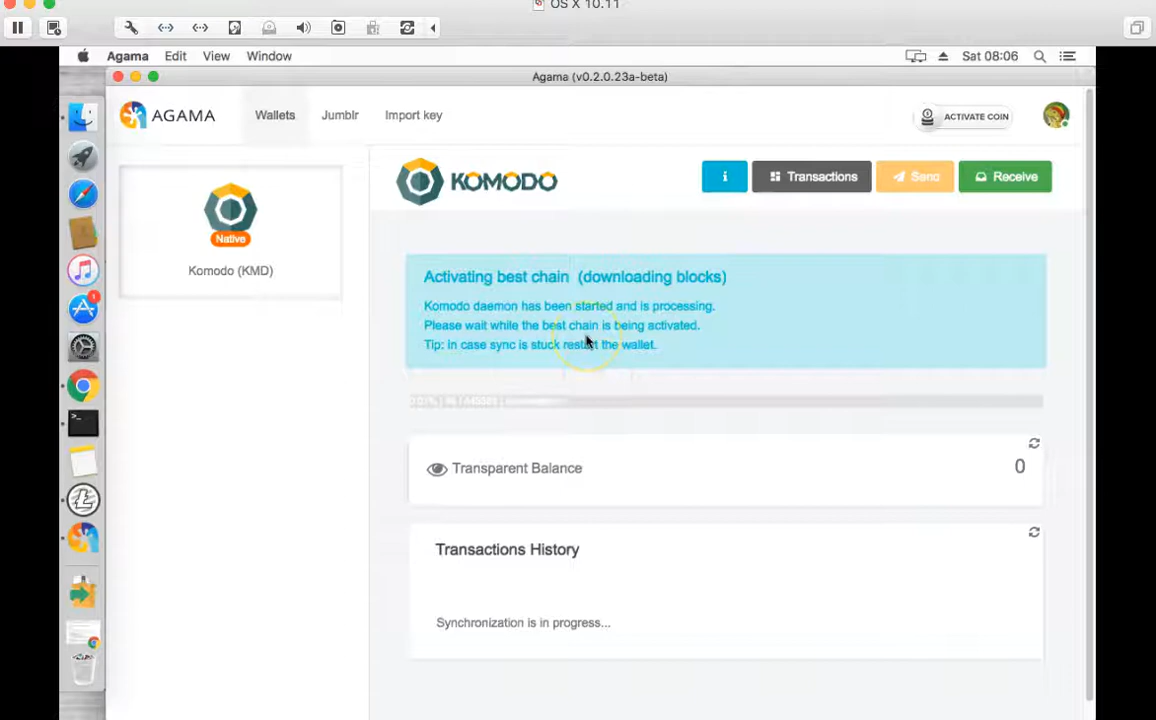 OS X 10.11
Agama Edit View Window Sat 08:06
Agama (v0.2.0.23a-beta)
AGAMA Wallets Jumblr Import key ACTIVATE COIN
KOMODO i Transactions Send Receive
Native
Komodo (KMD)
Activating best chain (downloading blocks)
Komodo daemon has been started and is processing.
Please wait while the best chain is being activated.
Tip: in case sync is stuck restart the wallet.
Transparent Balance 0
Transactions History
Synchronization is in progress...